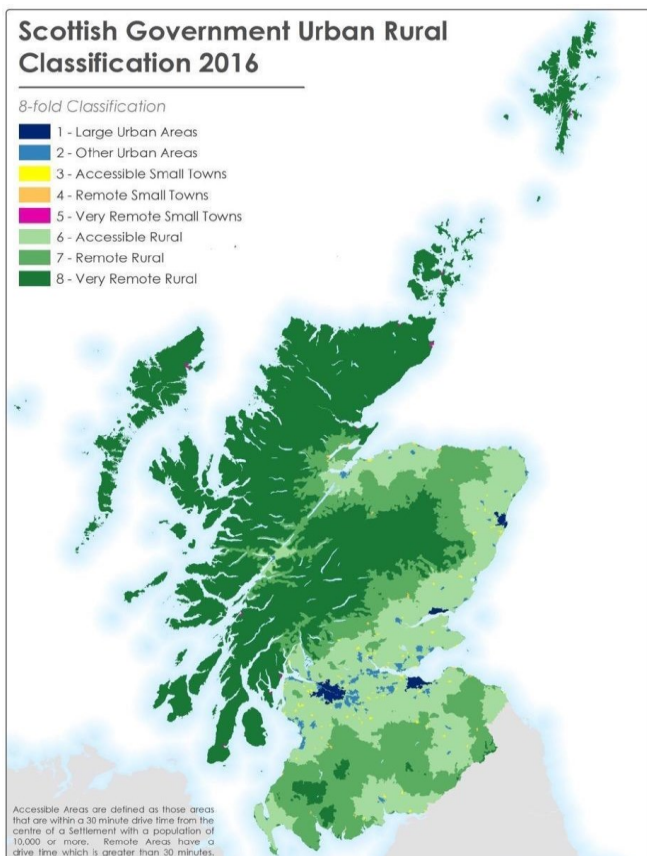 Scottish Government Urban Rural
Classification 2016
8-fold Classification
1 - Large Urban Areas
2 - Other Urban Areas
3 - Accessible Small Towns
4 - Remote Small Towns
5 - Very Remote Small Towns
6 - Accessible Rural
7 - Remote Rural
8 - Very Remote Rural
Accessible Areas are defined as those areas
that are within a 30 minute drive time from the
centre of a Settlement with a population of
10,000 or more. Remote Areas have a
drive time which is greater than 30 minutes.